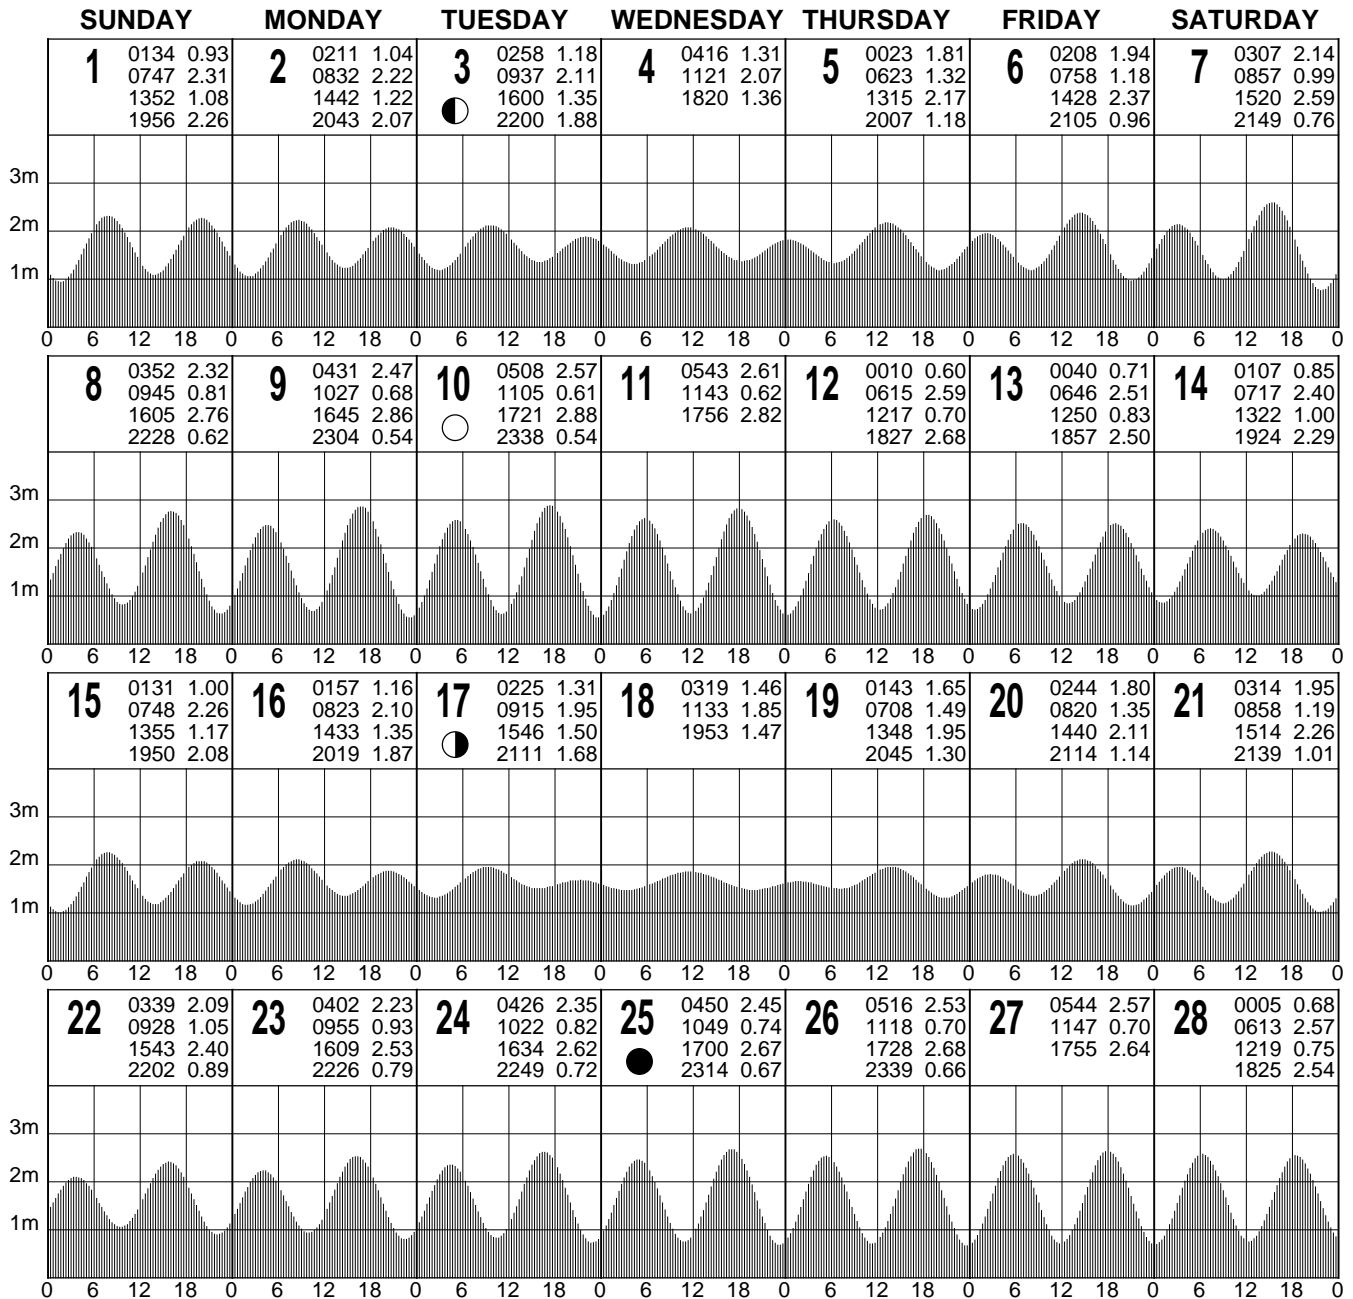 SUNDAY MONDAY TUESDAY WEDNESDAY THURSDAY FRIDAY SATURDAY
1 0134 0.93 2 0211 1.04 3 0258 1.18 4 0416 1.31 5 0023 1.81 6 0208 1.94 7 0307 2.14
0747 2.31 0832 2.22 0937 2.11 1121 2.07 0623 1.32 0758 1.18 0857 0.99
1352 1.08 1442 1.22 1600 1.35 1820 1.36 1315 2.17 1428 2.37 1520 2.59
1956 2.26 2043 2.07 2200 1.88 2007 1.18 2105 0.96 2149 0.76
3m
2m
1m
0 6 12 18 0 6 12 18 0 6 12 18 0 6 12 18 0 6 12 18 0 6 12 18 0 6 12 18 0
8 0352 2.32 9 0431 2.47 10 0508 2.57 11 0543 2.61 12 0010 0.60 13 0040 0.71 14 0107 0.85
0945 0.81 1027 0.68 1105 0.61 1143 0.62 0615 2.59 0646 2.51 0717 2.40
1605 2.76 1645 2.86 1721 2.88 1756 2.82 1217 0.70 1250 0.83 1322 1.00
2228 0.62 2304 0.54 2338 0.54 1827 2.68 1857 2.50 1924 2.29
3m
2m
1m
0 6 12 18 0 6 12 18 0 6 12 18 0 6 12 18 0 6 12 18 0 6 12 18 0 6 12 18 0
15 0131 1.00 16 0157 1.16 17 0225 1.31 18 0319 1.46 19 0143 1.65 20 0244 1.80 21 0314 1.95
0748 2.26 0823 2.10 0915 1.95 1133 1.85 0708 1.49 0820 1.35 0858 1.19
1355 1.17 1433 1.35 1546 1.50 1953 1.47 1348 1.95 1440 2.11 1514 2.26
1950 2.08 2019 1.87 2111 1.68 2045 1.30 2114 1.14 2139 1.01
3m
2m
1m
0 6 12 18 0 6 12 18 0 6 12 18 0 6 12 18 0 6 12 18 0 6 12 18 0 6 12 18 0
22 0339 2.09 23 0402 2.23 24 0426 2.35 25 0450 2.45 26 0516 2.53 27 0544 2.57 28 0005 0.68
0928 1.05 0955 0.93 1022 0.82 1049 0.74 1118 0.70 1147 0.70 0613 2.57
1543 2.40 1609 2.53 1634 2.62 1700 2.67 1728 2.68 1755 2.64 1219 0.75
2202 0.89 2226 0.79 2249 0.72 2314 0.67 2339 0.66 1825 2.54
3m
2m
1m
0 6 12 18 0 6 12 18 0 6 12 18 0 6 12 18 0 6 12 18 0 6 12 18 0 6 12 18 0